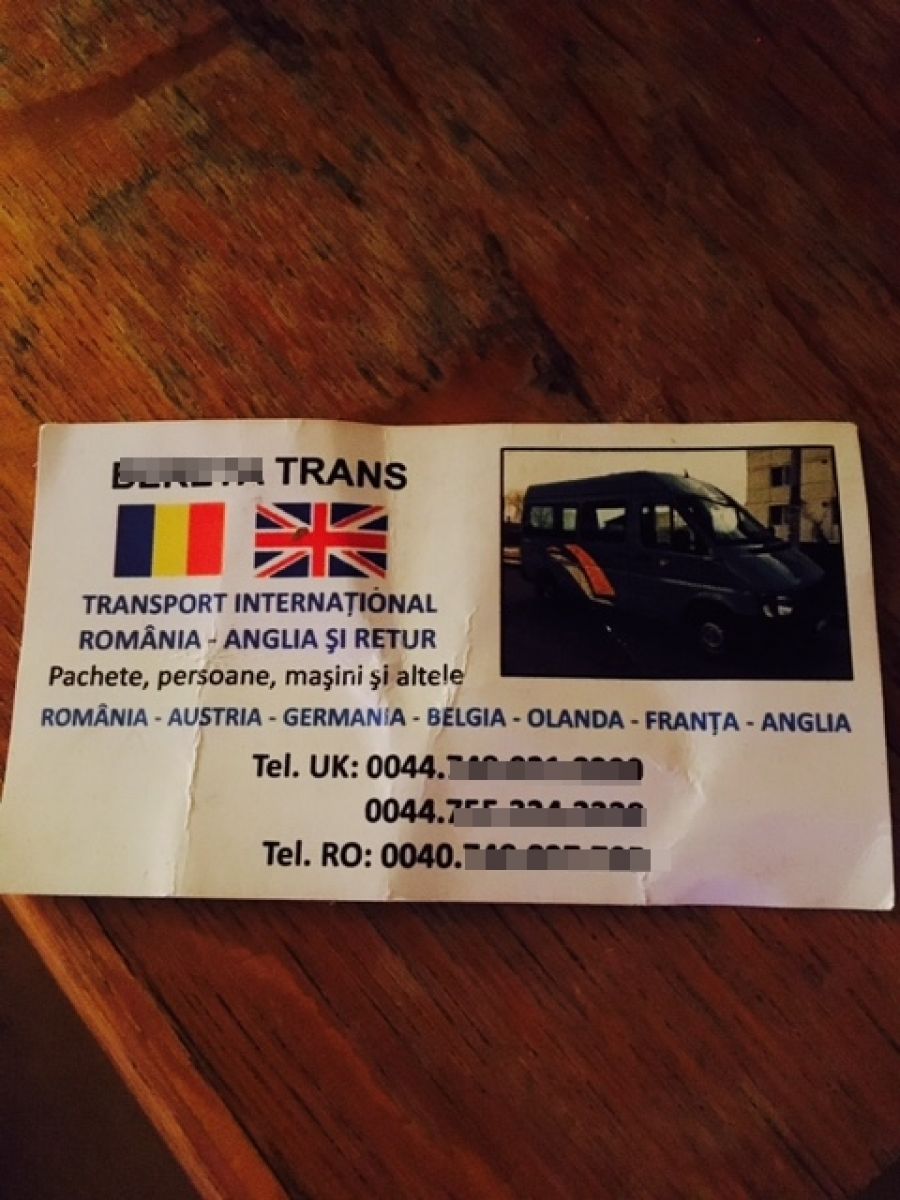 TRANS
TRANSPORT INTERNAȚIONAL
ROMÂNIA - ANGLIA ȘI RETUR
Pachete, persoane, mașini și altele
ROMÂNIA - AUSTRIA - GERMANIA - BELGIA - OLANDA - FRANȚA - ANGLIA
Tel. UK: 0044.
0044.
Tel. RO: 0040.